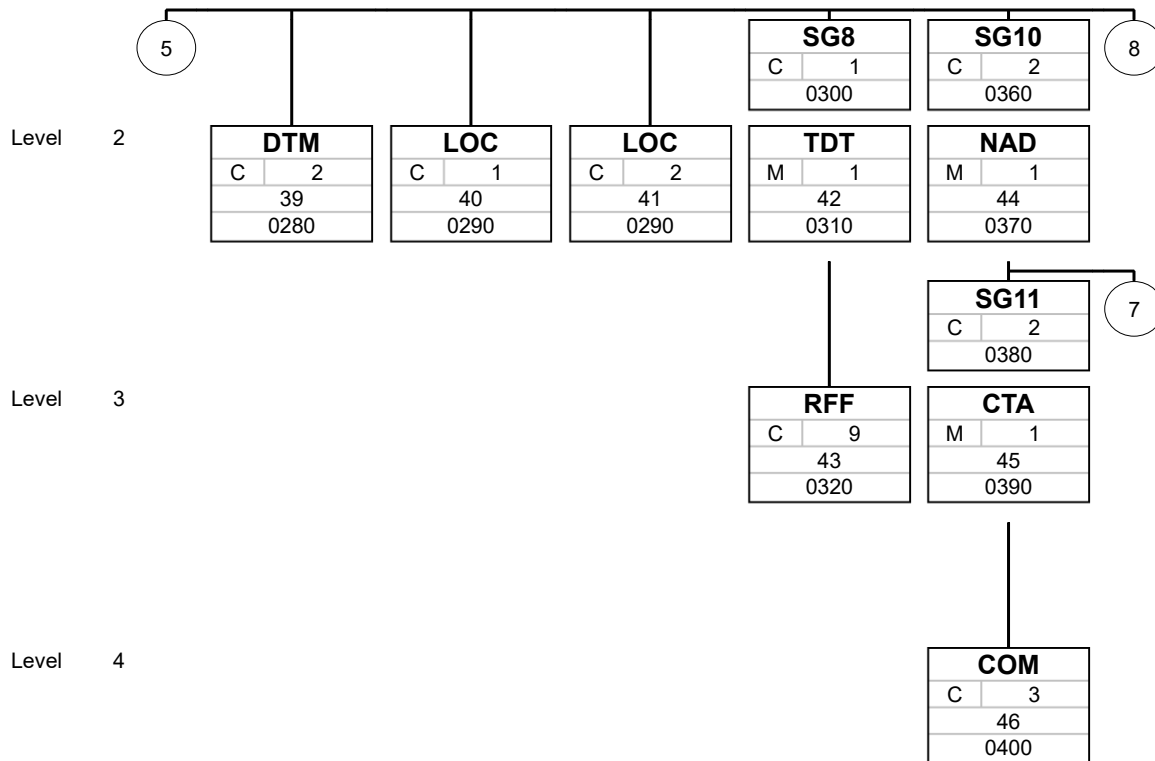 5
SG8
C 1
0300
SG10
C 2
0360
8
Level 2
DTM
C 2
39
0280
LOC
C 1
40
0290
LOC
C 2
41
0290
TDT
M 1
42
0310
NAD
M 1
44
0370
SG11
C 2
0380
7
Level 3
RFF
C 9
43
0320
CTA
M 1
45
0390
Level 4
COM
C 3
46
0400